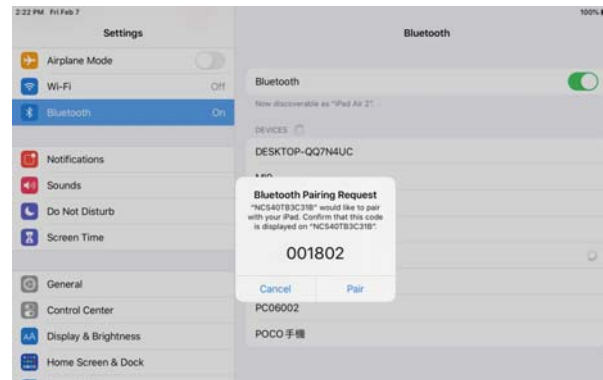 2:22 PM Fri Feb 7
100%
Settings
Airplane Mode
Wi-Fi
Off
Bluetooth
On
Notifications
Sounds
Do Not Disturb
Screen Time
General
Control Center
Display & Brightness
Home Screen & Dock
Bluetooth
Bluetooth
Now discoverable as "iPad Air 2".
DEVICES
DESKTOP-QQ7N4UC
Bluetooth Pairing Request
"NCS40TB3C31B" would like to pair
with your iPad. Confirm that this code
is displayed on "NCS40TB3C31B".
001802
Cancel
Pair
PC06002
POCO手機